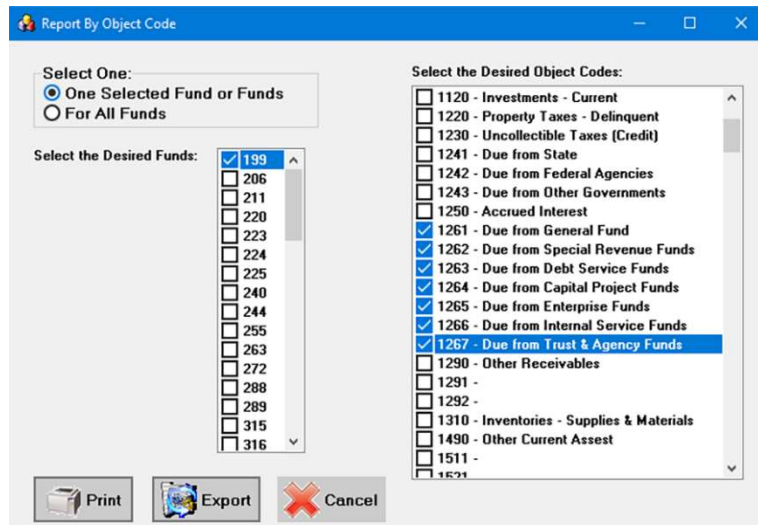 Report By Object Code
Select One:
One Selected Fund or Funds
For All Funds
Select the Desired Funds:
199
206
211
220
223
224
225
240
244
255
263
272
288
289
315
316
Select the Desired Object Codes:
1120 - Investments - Current
1220 - Property Taxes - Delinquent
1230 - Uncollectible Taxes (Credit)
1241 - Due from State
1242 - Due from Federal Agencies
1243 - Due from Other Governments
1250 - Accrued Interest
1261 - Due from General Fund
1262 - Due from Special Revenue Funds
1263 - Due from Debt Service Funds
1264 - Due from Capital Project Funds
1265 - Due from Enterprise Funds
1266 - Due from Internal Service Funds
1267 - Due from Trust & Agency Funds
1290 - Other Receivables
1291 -
1292 -
1310 - Inventories - Supplies & Materials
1490 - Other Current Assest
1511 -
1521
Print
Export
Cancel